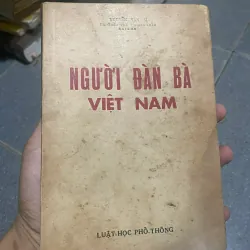 NGƯỜI ĐÀN BÀ
VIỆT NAM
LUẬT-HỌC PHỔ-THÔNG